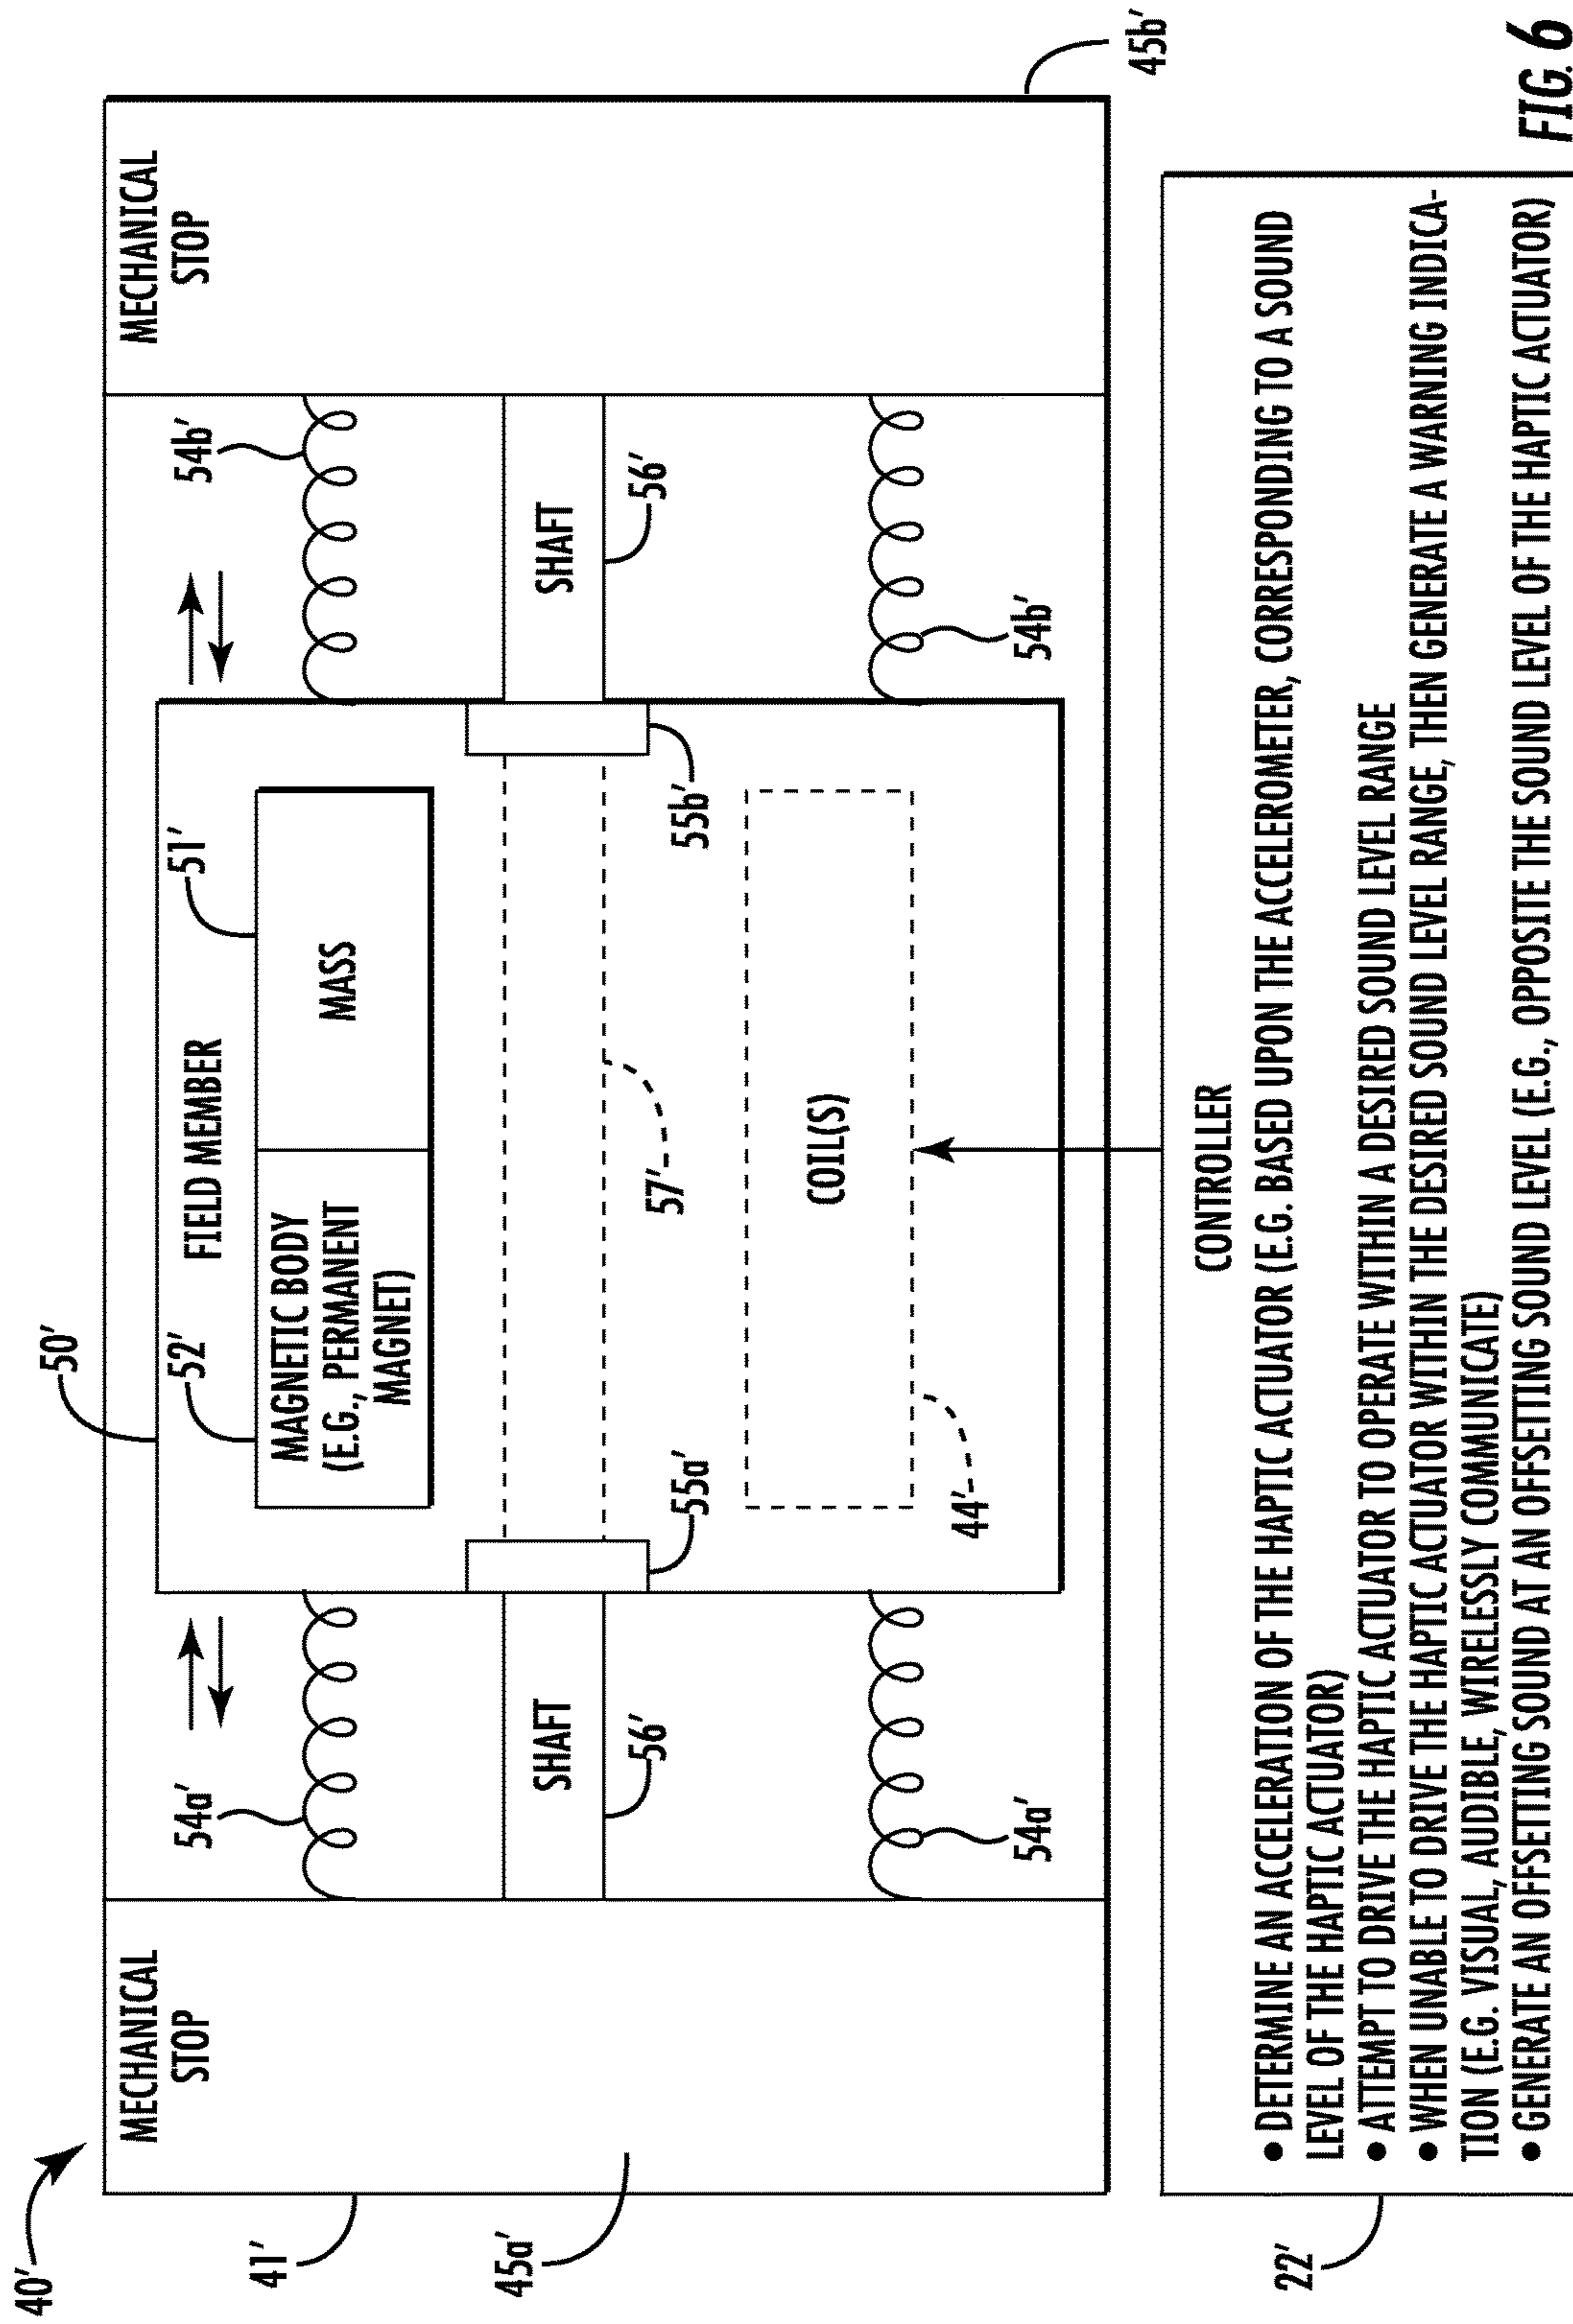 40′
41′
45a′
MECHANICAL
STOP
54a′
SHAFT
56′
54a′
50′
52′
FIELD MEMBER
51′
MAGNETIC BODY
(E.G., PERMANENT
MAGNET)
MASS
55a′
57′
55b′
44′
COIL(S)
54b′
SHAFT
56′
54b′
MECHANICAL
STOP
45b′
22′
CONTROLLER
• DETERMINE AN ACCELERATION OF THE HAPTIC ACTUATOR (E.G. BASED UPON THE ACCELEROMETER, CORRESPONDING TO A SOUND
LEVEL OF THE HAPTIC ACTUATOR)
• ATTEMPT TO DRIVE THE HAPTIC ACTUATOR TO OPERATE WITHIN A DESIRED SOUND LEVEL RANGE
• WHEN UNABLE TO DRIVE THE HAPTIC ACTUATOR WITHIN THE DESIRED SOUND LEVEL RANGE, THEN GENERATE A WARNING INDICA-
TION (E.G. VISUAL, AUDIBLE, WIRELESSLY COMMUNICATE)
• GENERATE AN OFFSETTING SOUND AT AN OFFSETTING SOUND LEVEL (E.G., OPPOSITE THE SOUND LEVEL OF THE HAPTIC ACTUATOR)
FIG. 6